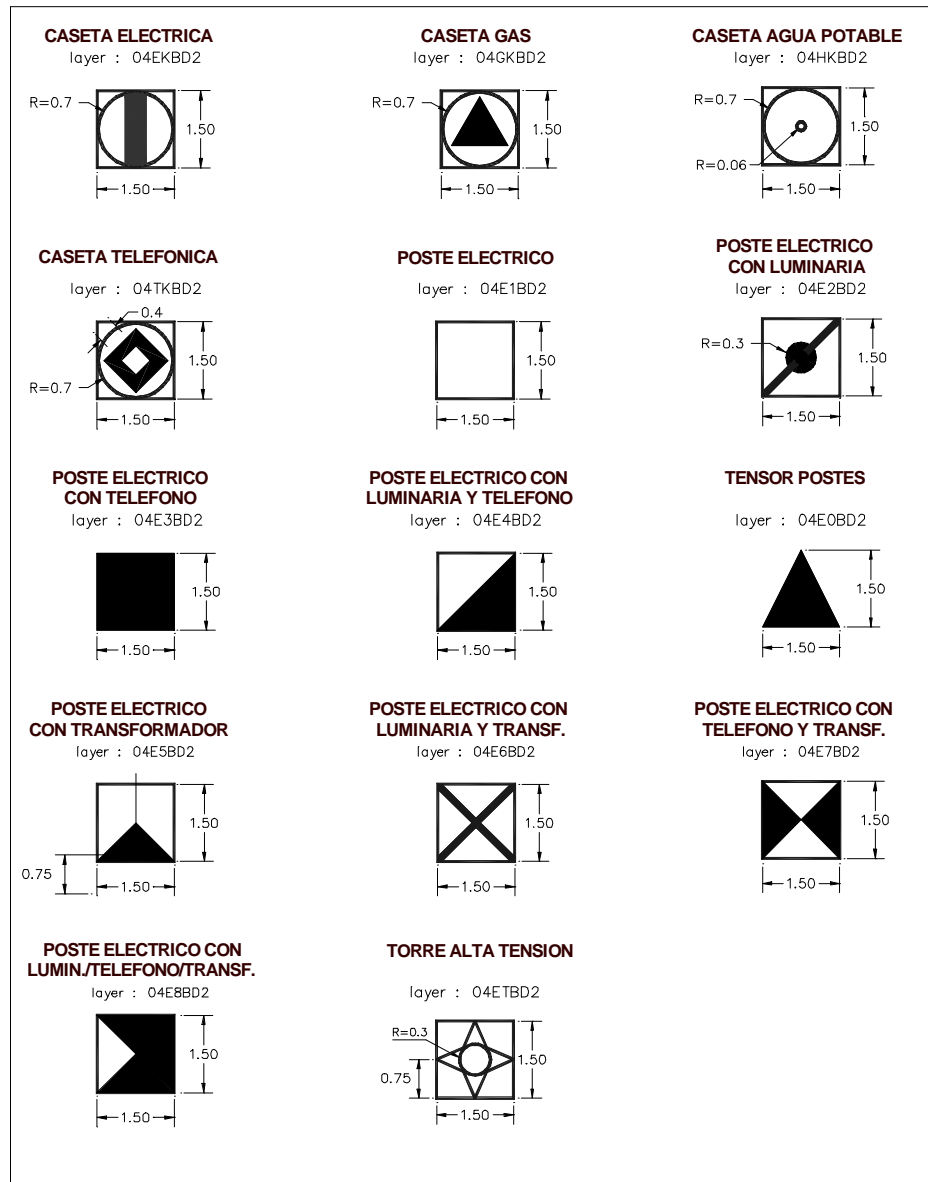 CASETA ELECTRICA
layer : 04EKBD2
R=0.7
1.50
1.50
CASETA GAS
layer : 04GKBD2
R=0.7
1.50
1.50
CASETA AGUA POTABLE
layer : 04HKBD2
R=0.7
1.50
R=0.06
1.50
CASETA TELEFONICA
layer : 04TKBD2
0.4
1.50
R=0.7
1.50
POSTE ELECTRICO
layer : 04E1BD2
1.50
1.50
POSTE ELECTRICO
CON LUMINARIA
layer : 04E2BD2
R=0.3
1.50
1.50
POSTE ELECTRICO
CON TELEFONO
layer : 04E3BD2
1.50
1.50
POSTE ELECTRICO CON
LUMINARIA Y TELEFONO
layer : 04E4BD2
1.50
1.50
TENSOR POSTES
layer : 04E0BD2
1.50
1.50
POSTE ELECTRICO
CON TRANSFORMADOR
layer : 04E5BD2
1.50
0.75
1.50
POSTE ELECTRICO CON
LUMINARIA Y TRANSF.
layer : 04E6BD2
1.50
1.50
POSTE ELECTRICO CON
TELEFONO Y TRANSF.
layer : 04E7BD2
1.50
1.50
POSTE ELECTRICO CON
LUMIN./TELEFONO/TRANSF.
layer : 04E8BD2
1.50
1.50
TORRE ALTA TENSION
layer : 04ETBD2
R=0.3
1.50
0.75
1.50